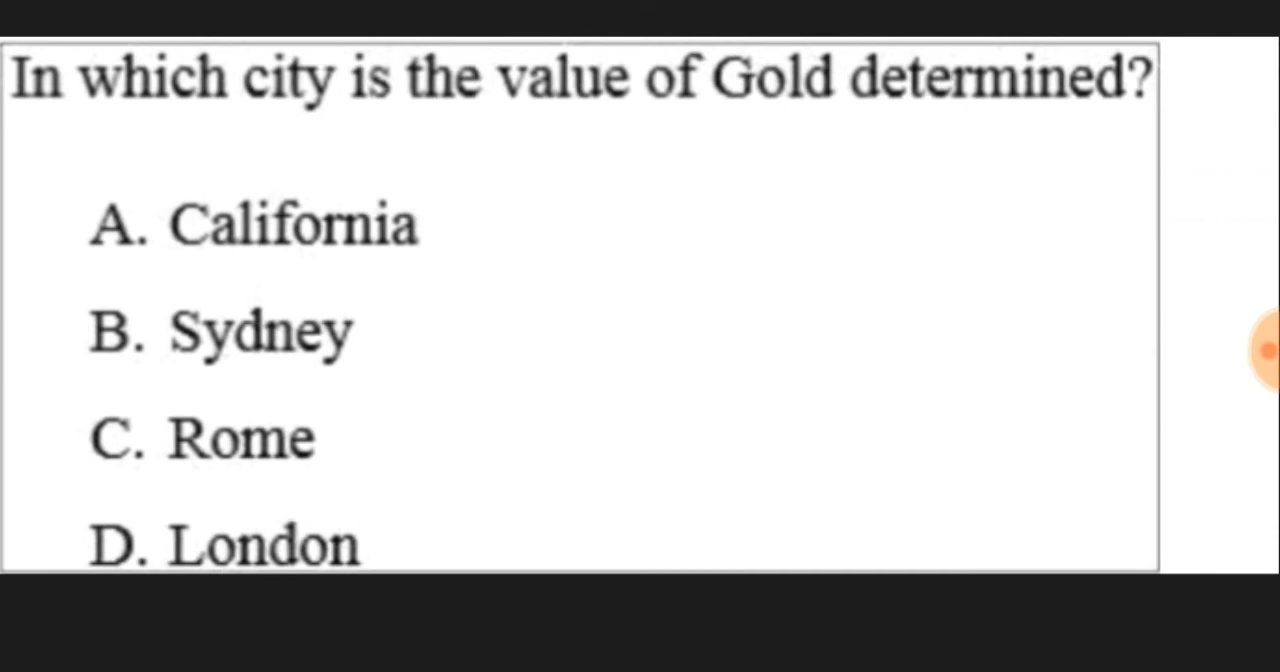 In which city is the value of Gold determined?
A. California
B. Sydney
C. Rome
D. London